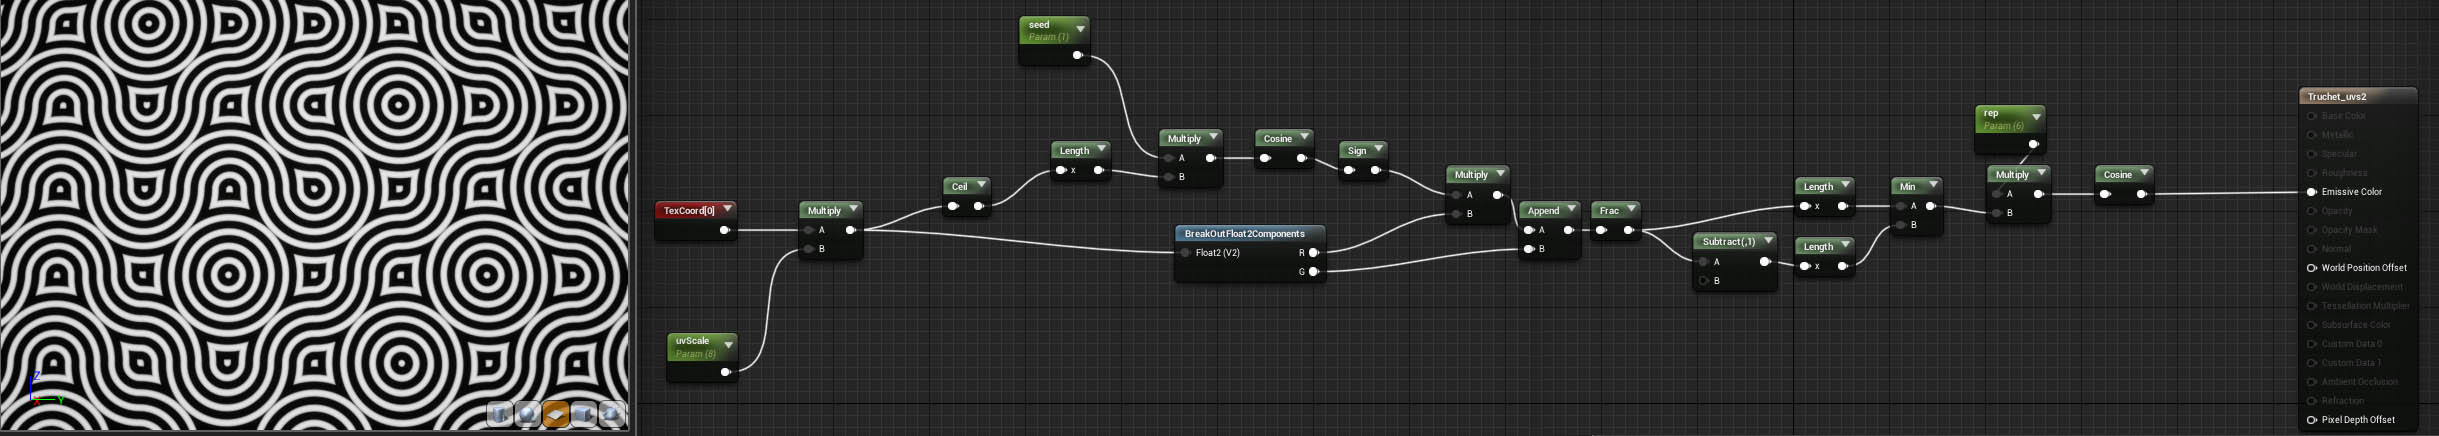 Z
X
Y
seed
Param (1)
TexCoord[0]
uvScale
Param (8)
Multiply
A
B
Ceil
Length
x
Multiply
A
B
Cosine
Sign
BreakOutFloat2Components
Float2 (V2)
R
G
Multiply
A
B
Append
A
B
Frac
Subtract(,1)
A
B
Length
x
Length
x
Min
A
B
rep
Param (6)
Multiply
A
B
Cosine
Truchet_uvs2
Base Color
Metallic
Specular
Roughness
Emissive Color
Opacity
Opacity Mask
Normal
World Position Offset
World Displacement
Tessellation Multiplier
Subsurface Color
Custom Data 0
Custom Data 1
Ambient Occlusion
Refraction
Pixel Depth Offset